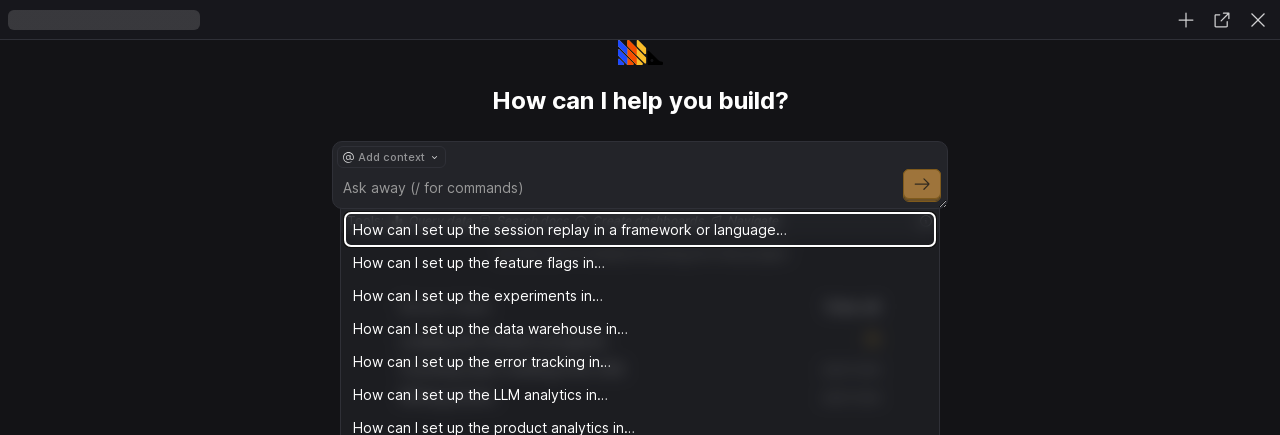 How can I help you build?
@ Add context
Ask away (/ for commands)
How can I set up the session replay in a framework or language…
How can I set up the feature flags in…
How can I set up the experiments in…
How can I set up the data warehouse in…
How can I set up the error tracking in…
How can I set up the LLM analytics in…
How can I set up the product analytics in…